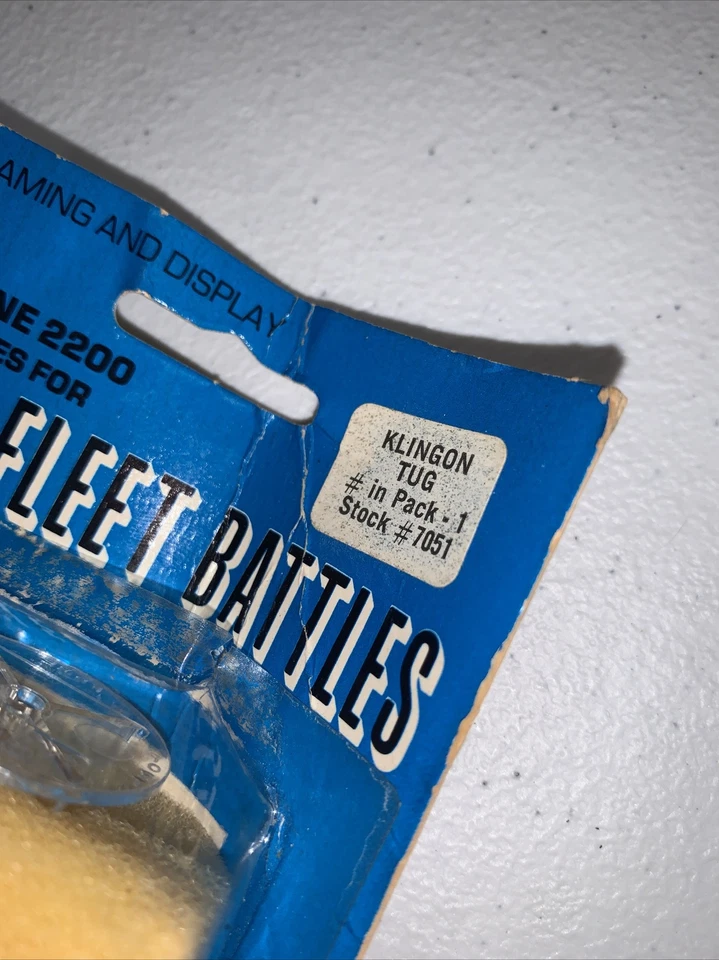 AMING AND DISPLAY
NE 2200
ES FOR
FLEET BATTLES
KLINGON
TUG
# in Pack - 1
Stock #7051